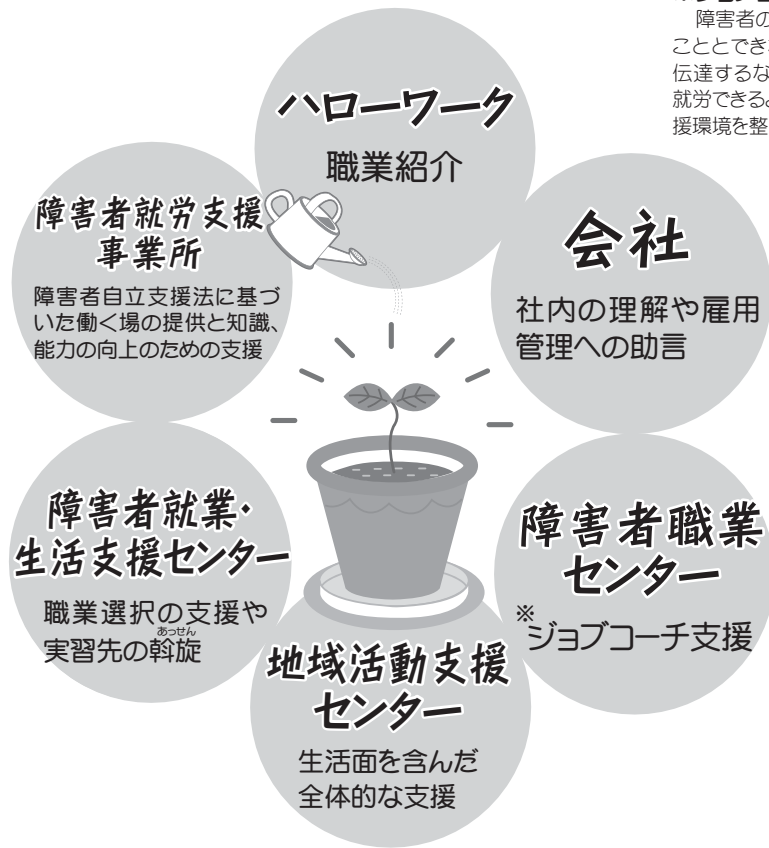 障害者の
こととでき
伝達するな
就労できる
援環境を整
ハローワーク
職業紹介
障害者就労支援
事業所
障害者自立支援法に基づ
いた働く場の提供と知識、
能力の向上のための支援
会社
社内の理解や雇用
管理への助言
障害者就業・
生活支援センター
職業選択の支援や
あっせん
実習先の斡旋
障害者職業
センター
※
ジョブコーチ支援
地域活動支援
センター
生活面を含んだ
全体的な支援